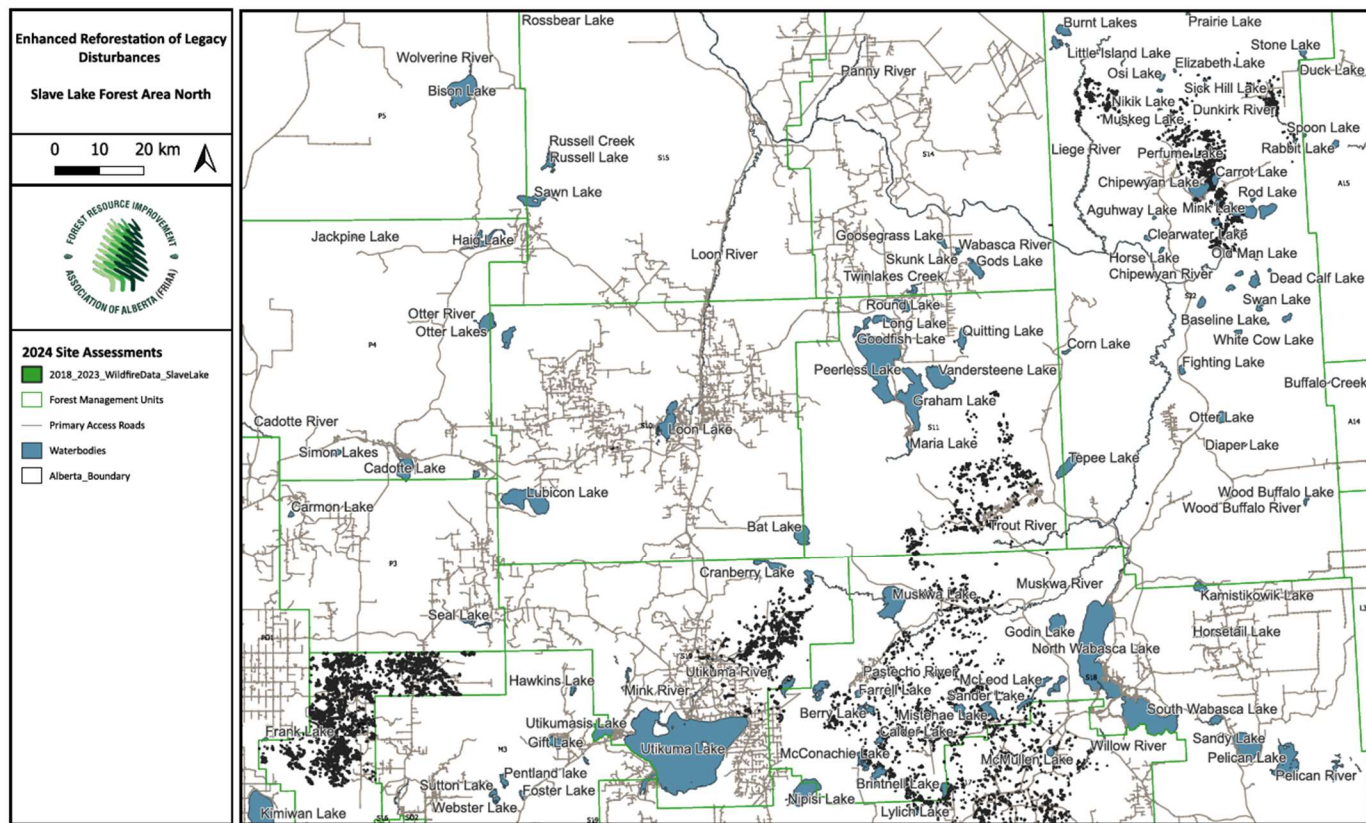 Enhanced Reforestation of Legacy
Disturbances
Slave Lake Forest Area North
0 10 20 km
FOREST RESOURCE IMPROVEMENT
ASSOCIATION OF ALBERTA (FRIAA)
2024 Site Assessments
2018_2023_WildfireData_SlaveLake
Forest Management Units
Primary Access Roads
Waterbodies
Alberta_Boundary
Rossbear Lake
Wolverine River
Bison Lake
P5
Russell Creek
Russell Lake
S15
Sawn Lake
Jackpine Lake
Haig Lake
Loon River
Panny River
S14
Burnt Lakes
Prairie Lake
Little Island Lake
Stone Lake
Elizabeth Lake
Osi Lake
Duck Lake
Sick Hill Lake
Nikik Lake
Dunkirk River
Muskeg Lake
Spoon Lake
Liege River
Perfume Lake
Rabbit Lake
Carrot Lake
Chipewyan Lake
A15
Rod Lake
Aguhway Lake
Mink Lake
Goosegrass Lake
Wabasca River
Clearwater Lake
Skunk Lake
Gods Lake
Horse Lake
Old Man Lake
Twinlakes Creek
Chipewyan River
Dead Calf Lake
Round Lake
S22
Swan Lake
Otter River
Otter Lakes
Long Lake
Baseline Lake
Goodfish Lake
Quitting Lake
White Cow Lake
P4
Corn Lake
Fighting Lake
Peerless Lake
Vandersteene Lake
Buffalo Creek
Graham Lake
Cadotte River
S10
Loon Lake
S11
Otter Lake
A14
Maria Lake
Diaper Lake
Simon Lakes
Cadotte Lake
Tepee Lake
Lubicon Lake
Wood Buffalo Lake
Carmon Lake
Wood Buffalo River
Bat Lake
Trout River
P3
Cranberry Lake
Muskwa River
Muskwa Lake
Kamistikowik Lake
Seal Lake
Godin Lake
Horsetail Lake
PO1
North Wabasca Lake
Utikuma River
Pastecho River
Hawkins Lake
McLeod Lake
S18
Mink River
Farrell Lake
Sander Lake
Berry Lake
Mistehae Lake
South Wabasca Lake
Frank Lake
Utikumasis Lake
Calder Lake
Gift Lake
Utikuma Lake
McConachie Lake
Willow River
Sandy Lake
M3
McMullen Lake
Pelican Lake
Pentland lake
Pelican River
Sutton Lake
Foster Lake
Brintnell Lake
Webster Lake
Nipisi Lake
Kimiwan Lake
Lylich Lake